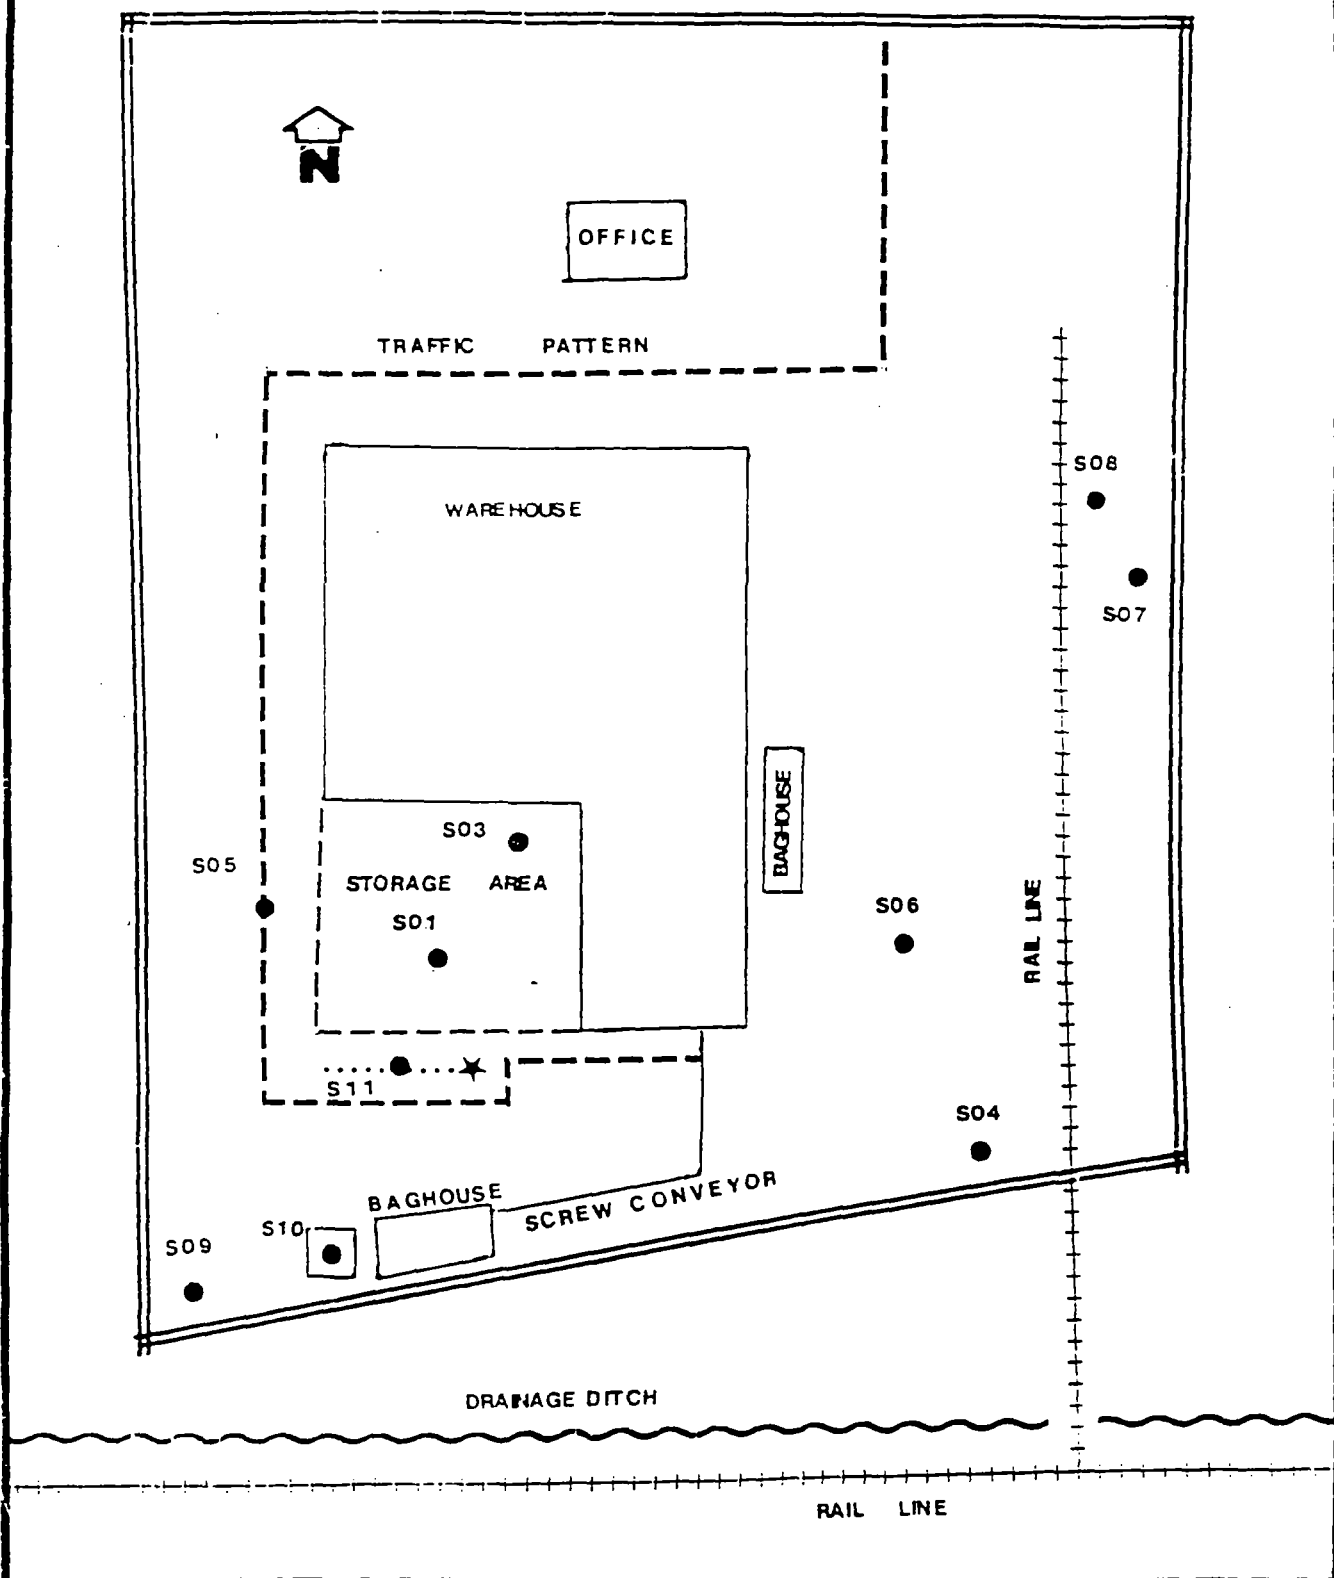 N
OFFICE
TRAFFIC PATTERN
S08
WAREHOUSE
S07
BAGHOUSE
S03
S05
STORAGE AREA
S06
S01
RAIL LINE
S11
S04
BAGHOUSE
SCREW CONVEYOR
S10
S09
DRAINAGE DITCH
RAIL LINE